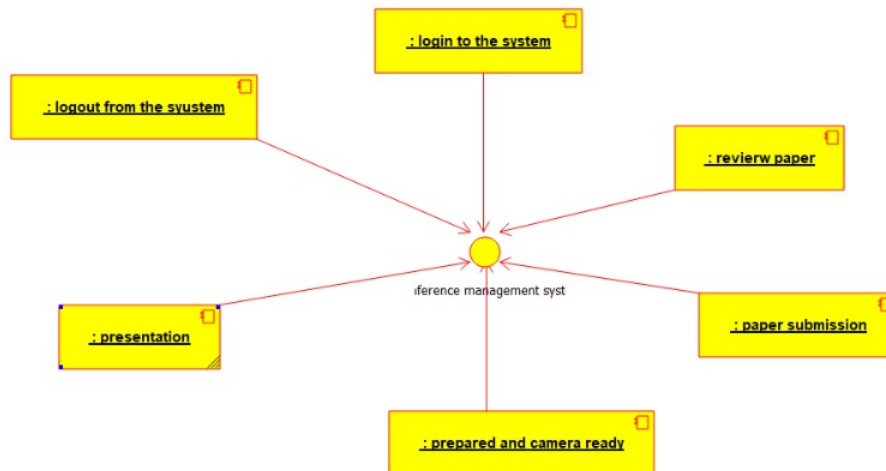 : login to the system
: logout from the syustem
: revierw paper
ıference management syst
: presentation
: paper submission
: prepared and camera ready